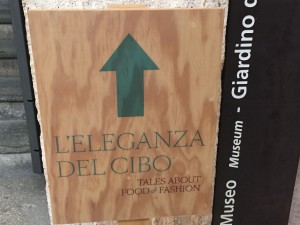 L'ELEGANZA
DEL CIBO
TALES ABOUT
FOOD & FASHION
Museo Museum - Giardino